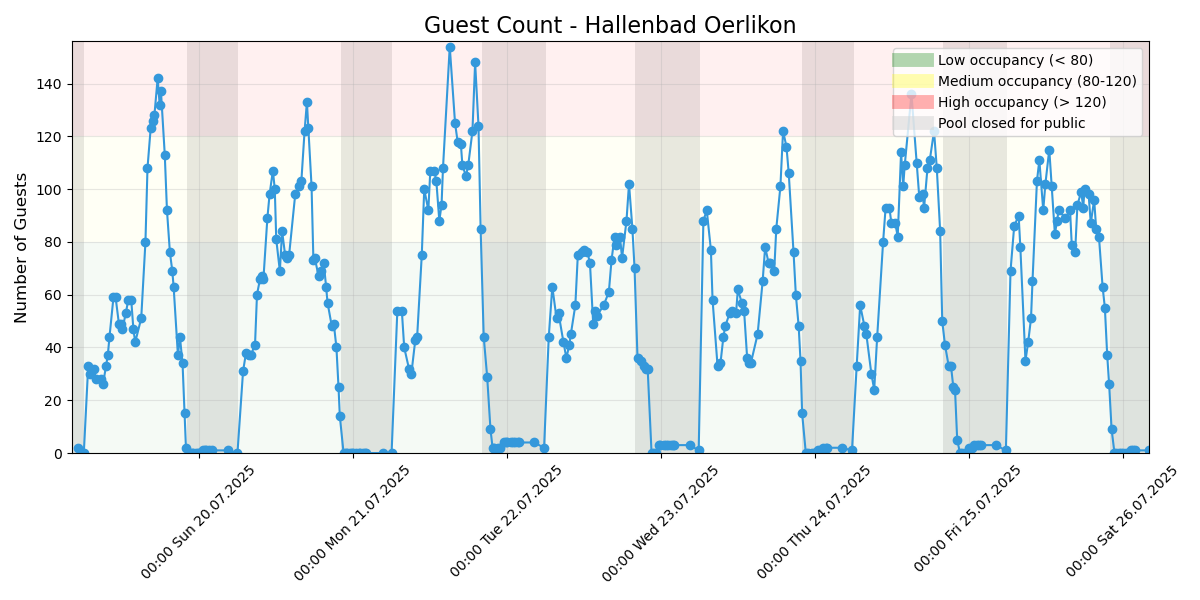 Guest Count - Hallenbad Oerlikon
Low occupancy (< 80)
Medium occupancy (80-120)
High occupancy (> 120)
Pool closed for public
Number of Guests
140
120
100
80
60
40
20
0
00:00 Sun 20.07.2025
00:00 Mon 21.07.2025
00:00 Tue 22.07.2025
00:00 Wed 23.07.2025
00:00 Thu 24.07.2025
00:00 Fri 25.07.2025
00:00 Sat 26.07.2025